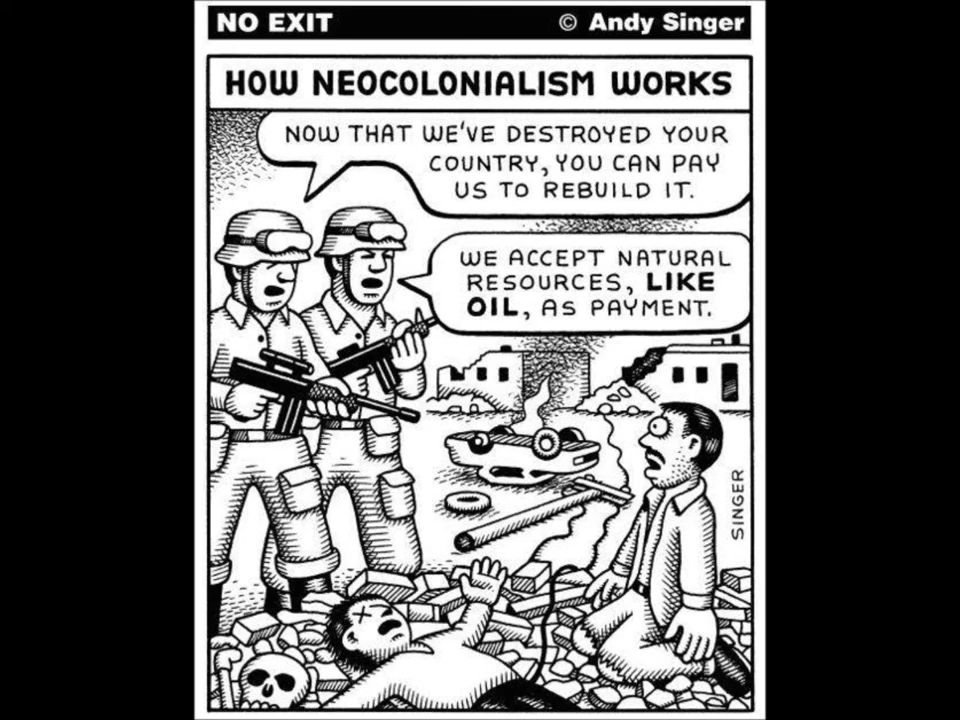 NO EXIT © Andy Singer
HOW NEOCOLONIALISM WORKS
NOW THAT WE'VE DESTROYED YOUR
COUNTRY, YOU CAN PAY
US TO REBUILD IT.
WE ACCEPT NATURAL
RESOURCES, LIKE
OIL, AS PAYMENT.
SINGER